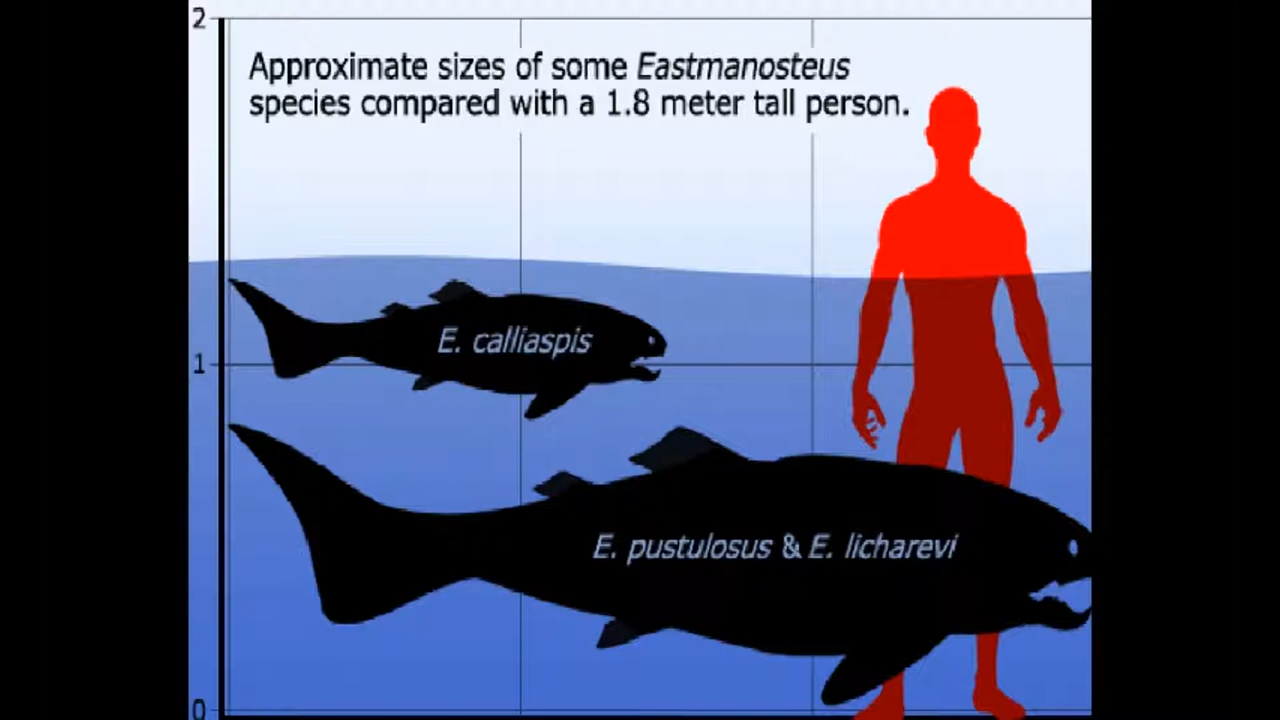 2
Approximate sizes of some Eastmanosteus
species compared with a 1.8 meter tall person.
E. calliaspis
1
E. pustulosus & E. licharevi
0